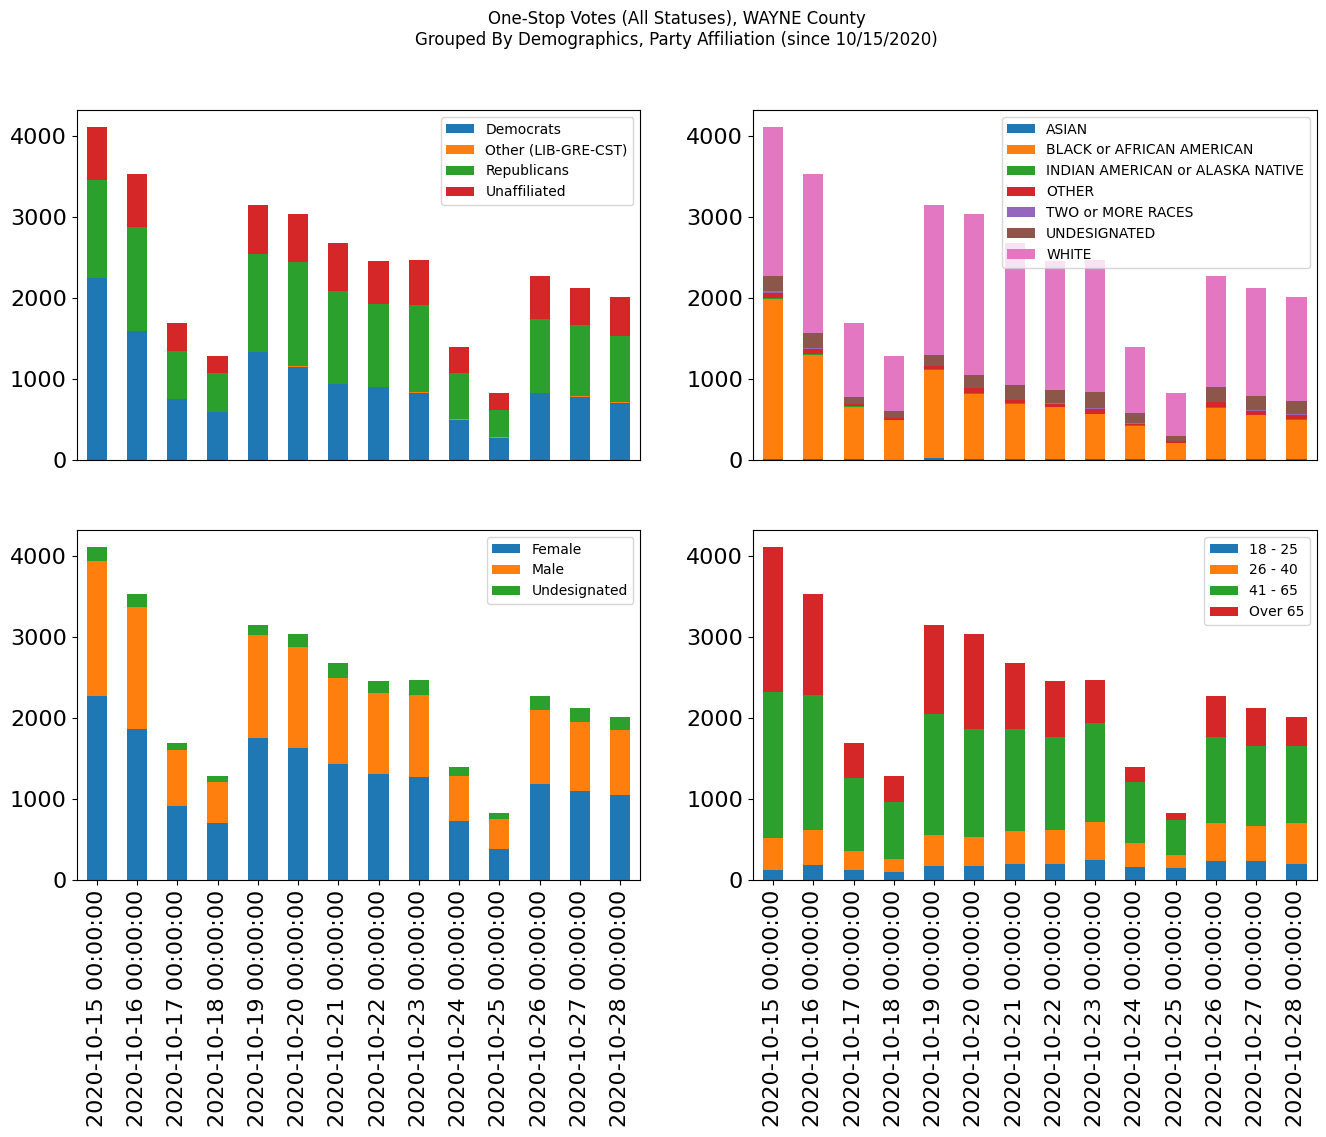 One-Stop Votes (All Statuses), WAYNE County
Grouped By Demographics, Party Affiliation (since 10/15/2020)
4000
3000
2000
1000
0
Democrats
Other (LIB-GRE-CST)
Republicans
Unaffiliated
4000
3000
2000
1000
0
ASIAN
BLACK or AFRICAN AMERICAN
INDIAN AMERICAN or ALASKA NATIVE
OTHER
TWO or MORE RACES
UNDESIGNATED
WHITE
4000
3000
2000
1000
0
Female
Male
Undesignated
2020-10-15 00:00:00
2020-10-16 00:00:00
2020-10-17 00:00:00
2020-10-18 00:00:00
2020-10-19 00:00:00
2020-10-20 00:00:00
2020-10-21 00:00:00
2020-10-22 00:00:00
2020-10-23 00:00:00
2020-10-24 00:00:00
2020-10-25 00:00:00
2020-10-26 00:00:00
2020-10-27 00:00:00
2020-10-28 00:00:00
4000
3000
2000
1000
0
18 - 25
26 - 40
41 - 65
Over 65
2020-10-15 00:00:00
2020-10-16 00:00:00
2020-10-17 00:00:00
2020-10-18 00:00:00
2020-10-19 00:00:00
2020-10-20 00:00:00
2020-10-21 00:00:00
2020-10-22 00:00:00
2020-10-23 00:00:00
2020-10-24 00:00:00
2020-10-25 00:00:00
2020-10-26 00:00:00
2020-10-27 00:00:00
2020-10-28 00:00:00